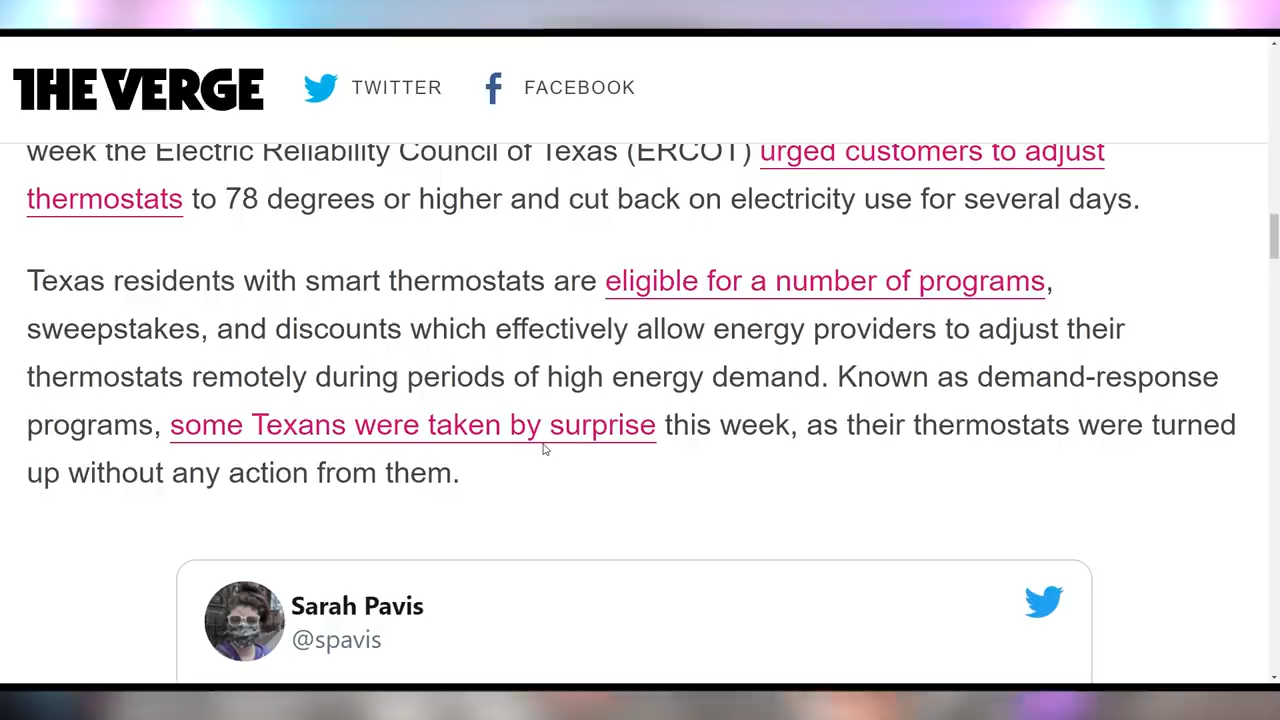 THE VERGE
TWITTER
FACEBOOK
week the Electric Reliability Council of Texas (ERCOT) urged customers to adjust
thermostats to 78 degrees or higher and cut back on electricity use for several days.
Texas residents with smart thermostats are eligible for a number of programs,
sweepstakes, and discounts which effectively allow energy providers to adjust their
thermostats remotely during periods of high energy demand. Known as demand-response
programs, some Texans were taken by surprise this week, as their thermostats were turned
up without any action from them.
Sarah Pavis
@spavis